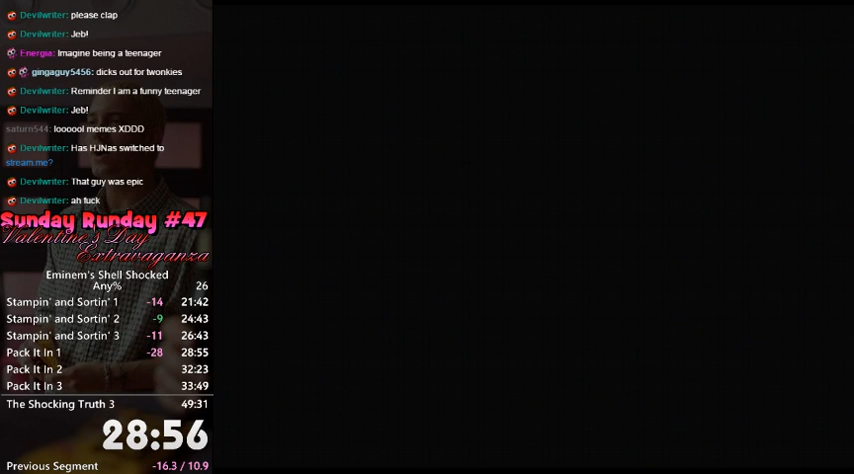 Devilwriter: please clap
Devilwriter: Jeb!
Energia: Imagine being a teenager
gingaguy5456: dicks out for twonkies
Devilwriter: Reminder I am a funny teenager
Devilwriter: Jeb!
saturn544: loooool memes XDDD
Devilwriter: Has HJNas switched to
stream.me?
Devilwriter: That guy was epic
Devilwriter: ah fuck
Sunday Runday #47
Valentine's Day
Extravaganza
Eminem's Shell Shocked
Any% 26
Stampin' and Sortin' 1 -14 21:42
Stampin' and Sortin' 2 -9 24:43
Stampin' and Sortin' 3 -11 26:43
Pack It In 1 -28 28:55
Pack It In 2 32:23
Pack It In 3 33:49
The Shocking Truth 3 49:31
28:56
Previous Segment -16.3 / 10.9